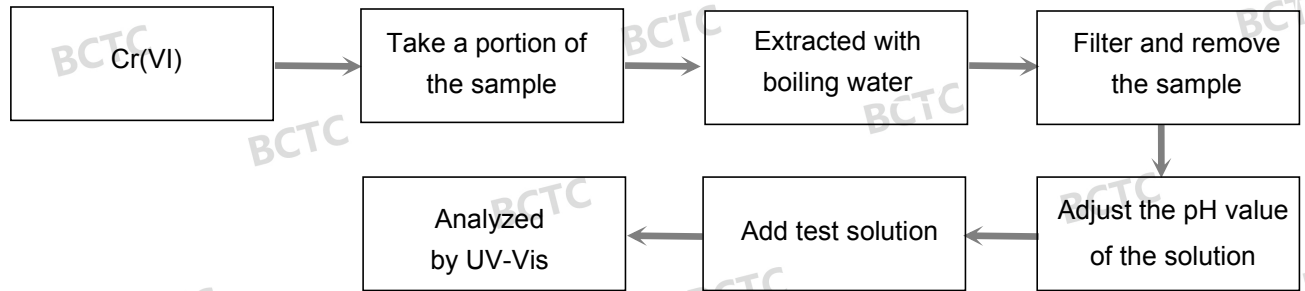 Cr(VI)
Take a portion of
the sample
Extracted with
boiling water
Filter and remove
the sample
Adjust the pH value
of the solution
Add test solution
Analyzed
by UV-Vis
BCTC
BCTC
BCTC
BCTC
BCTC
BCTC